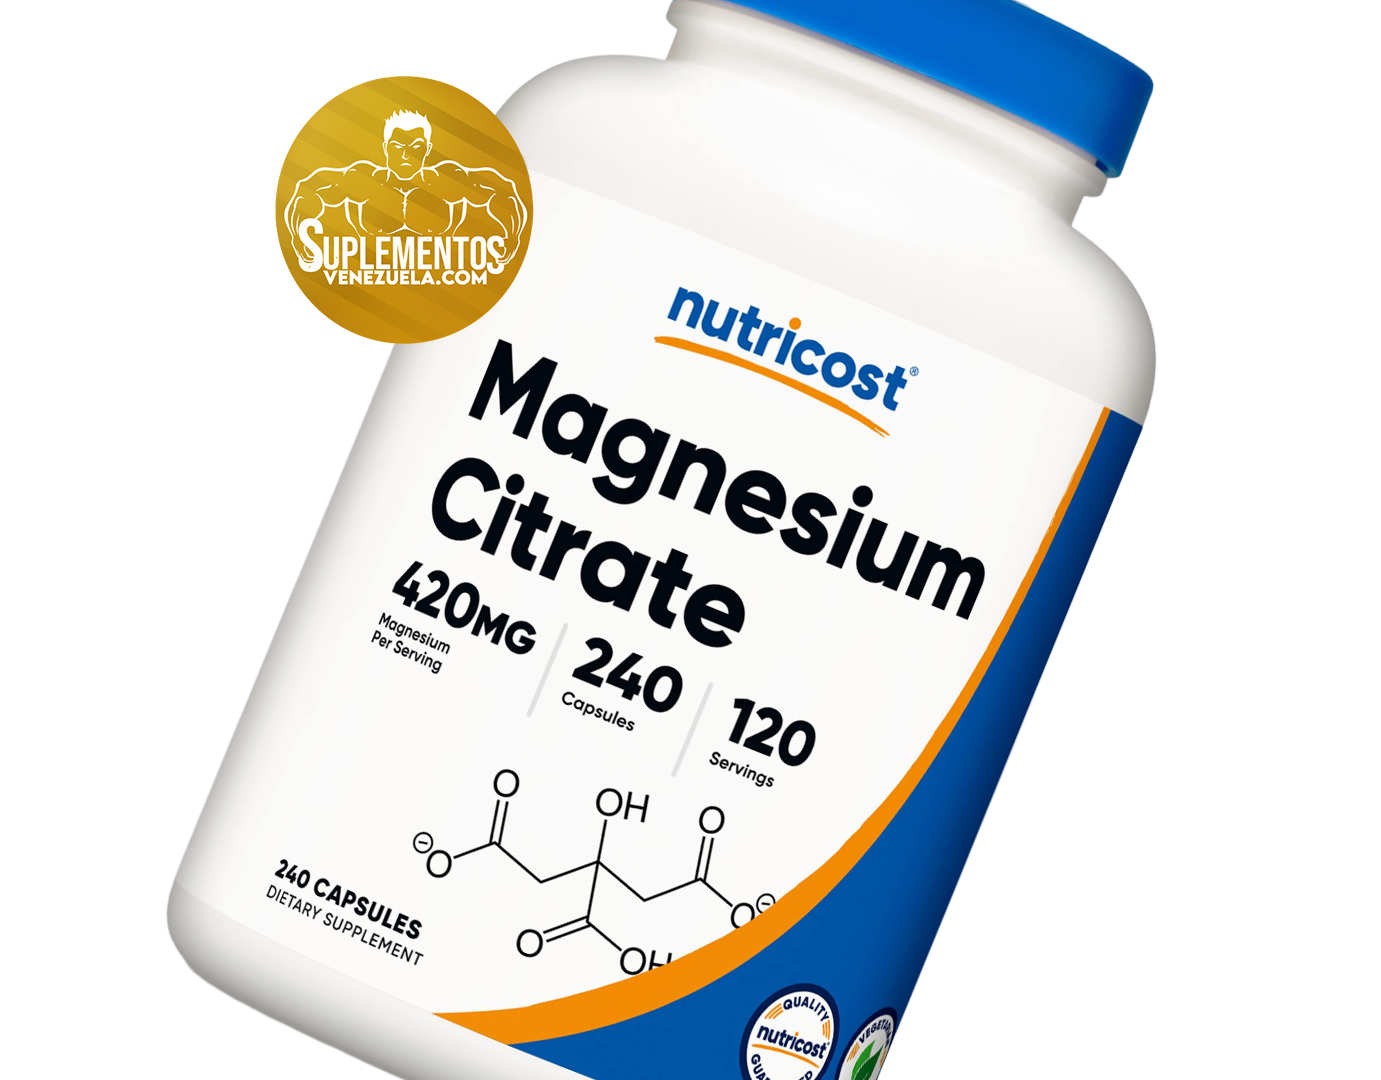 SUPLEMENTOS
VENEZUELA.COM
nutricost®
Magnesium
Citrate
420MG
Magnesium
Per Serving
240
Capsules
120
Servings
O
OH
O
⊖
O
O
⊖
O
OH
240 CAPSULES
DIETARY SUPPLEMENT
QUALITY
nutricost